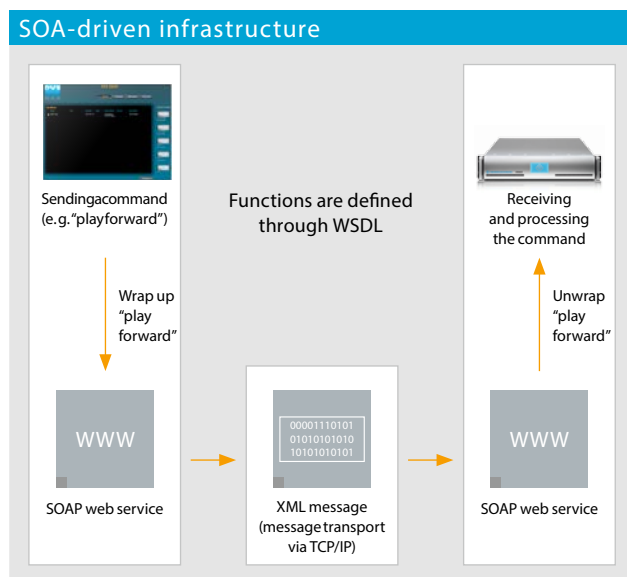 SOA-driven infrastructure
DVS
Sendingacommand
(e.g.“playforward”)
Wrap up
“play
forward”
WWW
SOAP web service
Functions are defined
through WSDL
00001110101
01010101010
10101010101
XML message
(message transport
via TCP/IP)
Receiving
and processing
the command
Unwrap
“play
forward”
WWW
SOAP web service